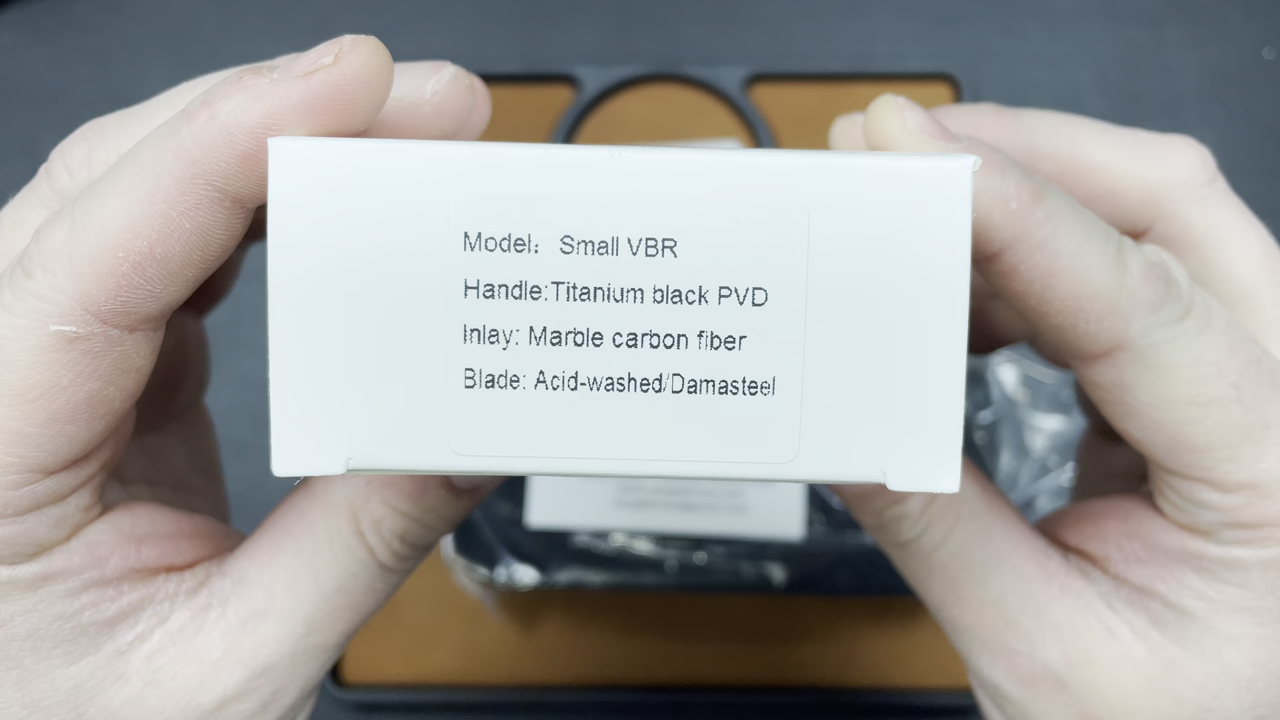 Model: Small VBR
Handle:Titanium black PVD
Inlay: Marble carbon fiber
Blade: Acid-washed/Damasteel